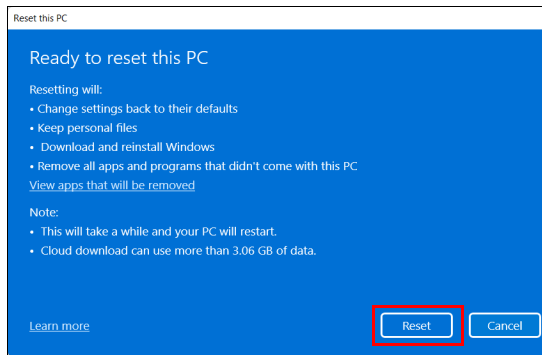 Reset this PC
Ready to reset this PC
Resetting will:
• Change settings back to their defaults
• Keep personal files
• Download and reinstall Windows
• Remove all apps and programs that didn't come with this PC
View apps that will be removed
Note:
• This will take a while and your PC will restart.
• Cloud download can use more than 3.06 GB of data.
Learn more
Reset
Cancel